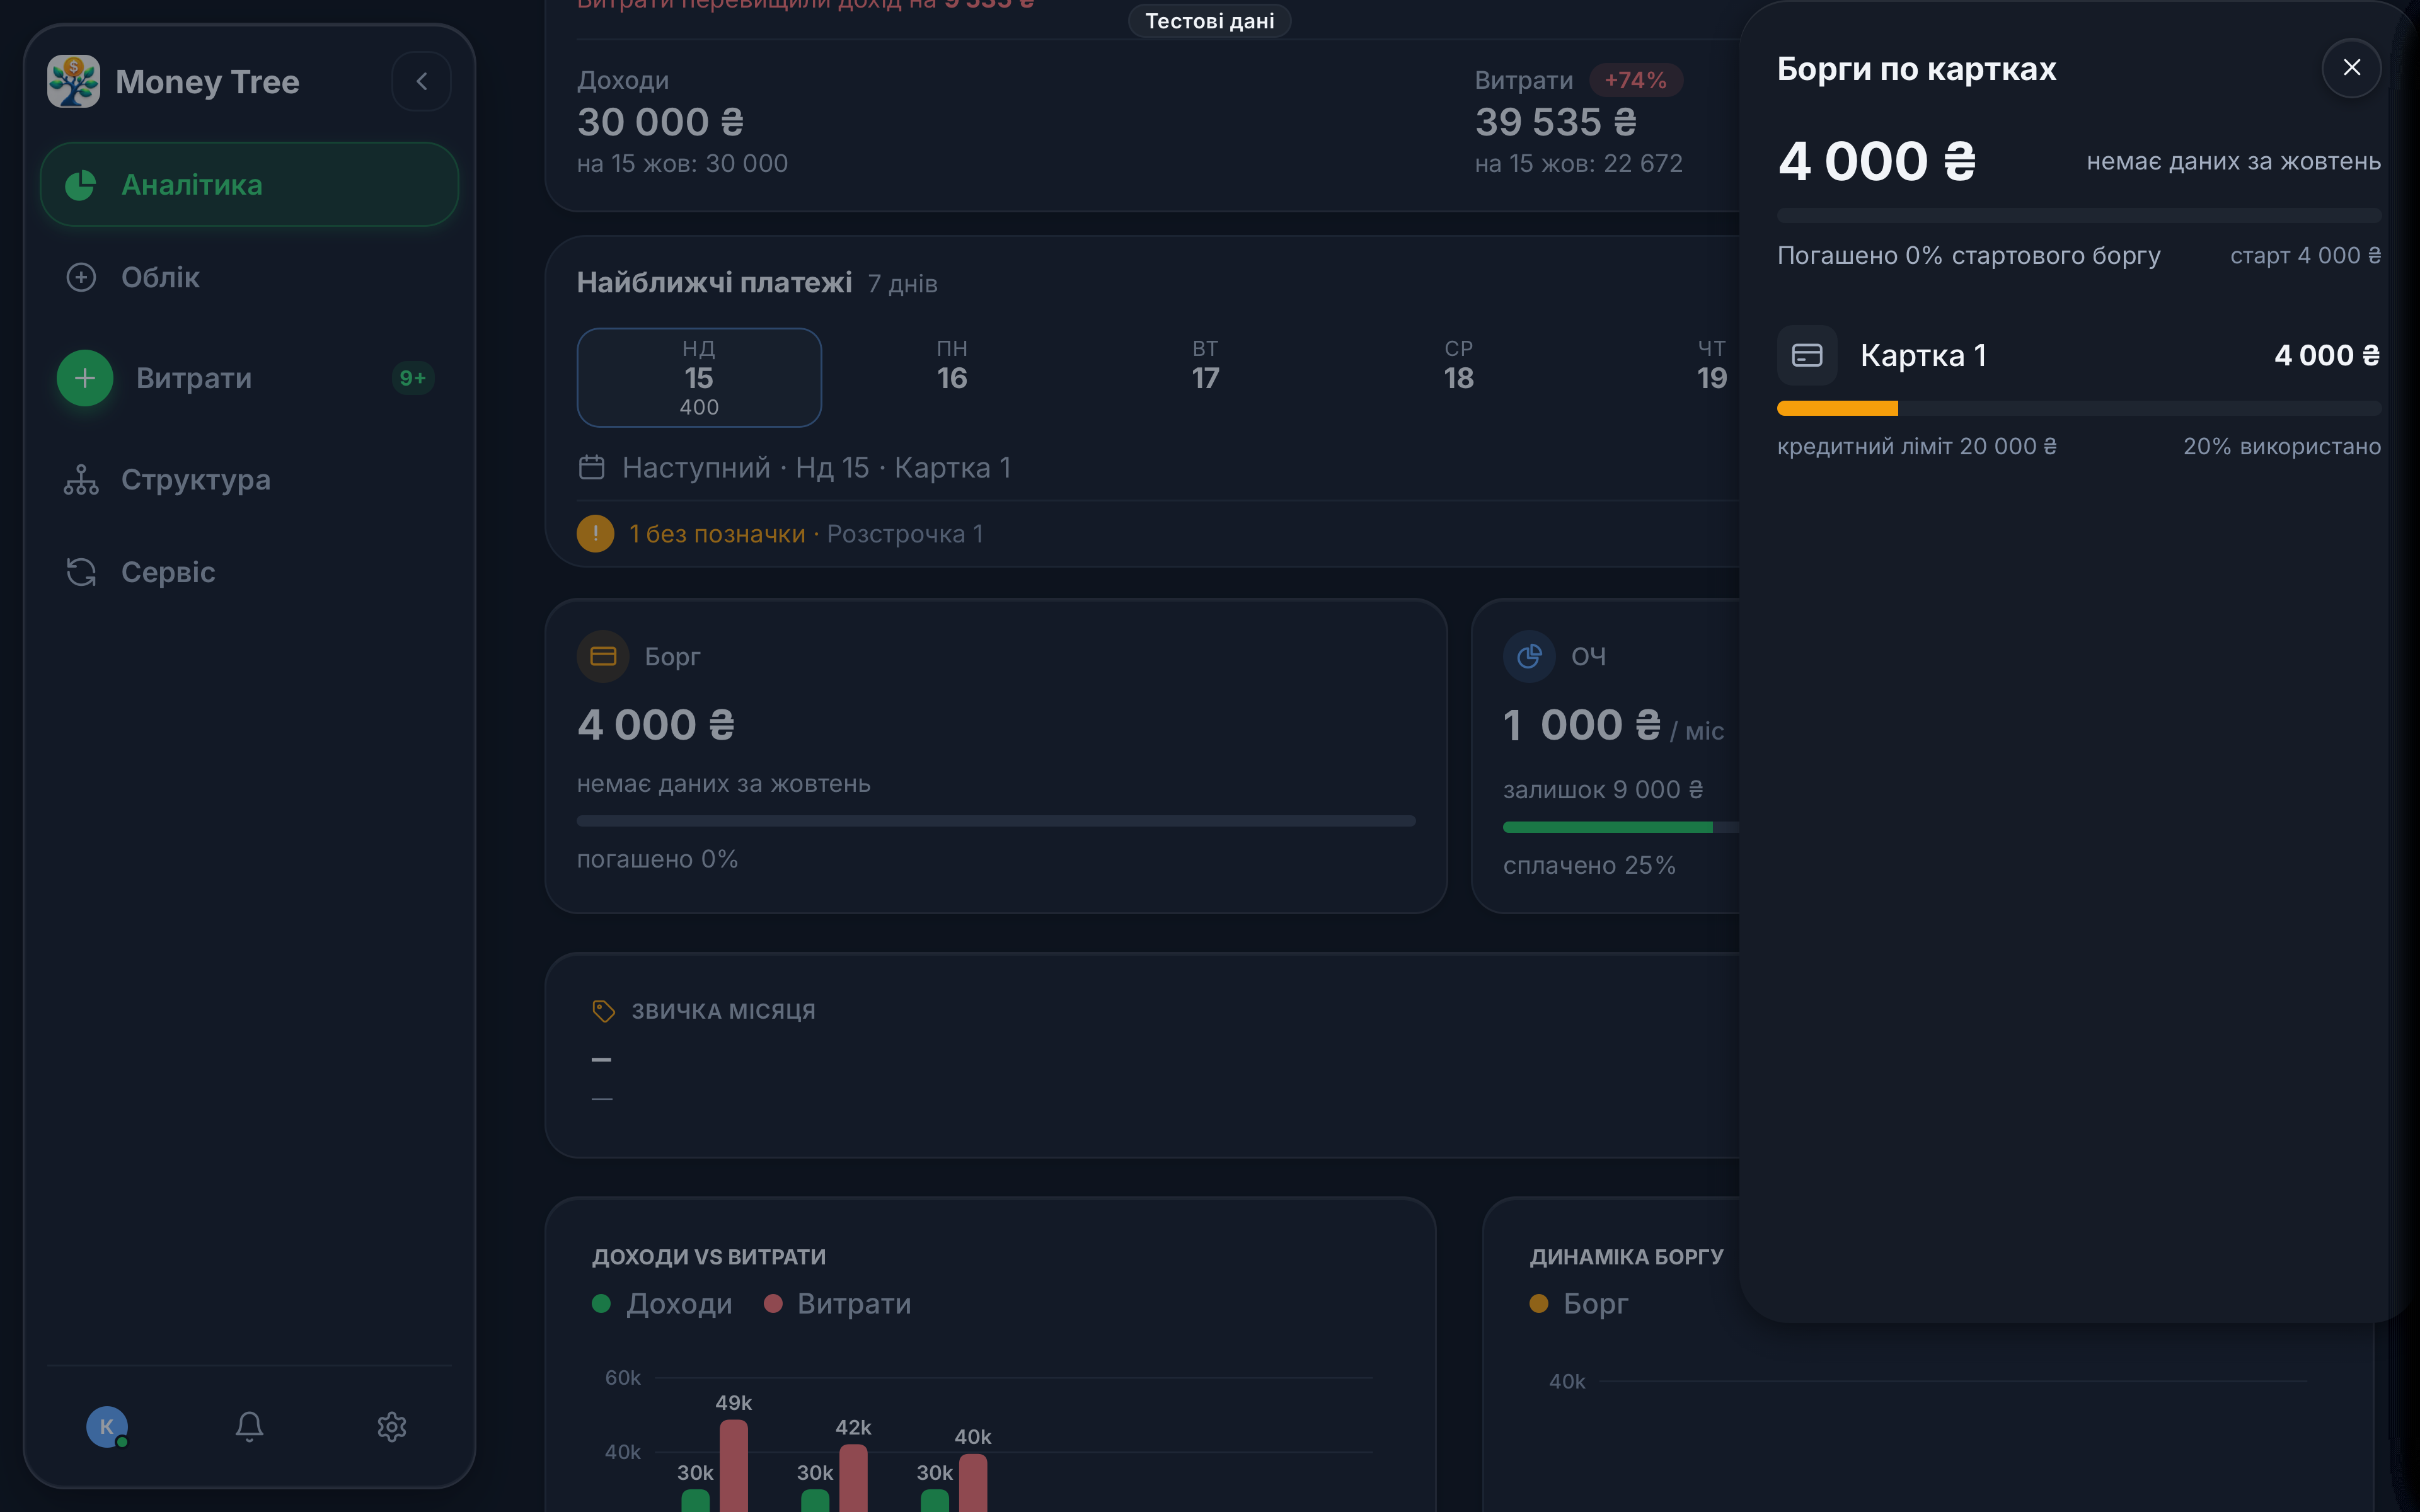 Money Tree
Аналітика
Облік
Витрати 9+
Структура
Сервіс
K
Витрати перевищили дохід на 9 535 ₴
Тестові дані
Доходи
30 000 ₴
на 15 жов: 30 000
Витрати +74%
39 535 ₴
на 15 жов: 22 672
Найближчі платежі 7 днів
НД
15
400
ПН
16
ВТ
17
СР
18
ЧТ
19
Наступний · Нд 15 · Картка 1
! 1 без позначки · Розстрочка 1
Борг
4 000 ₴
немає даних за жовтень
погашено 0%
ОЧ
1 000 ₴ / міс
залишок 9 000 ₴
сплачено 25%
ЗВИЧКА МІСЯЦЯ
–
—
ДОХОДИ VS ВИТРАТИ
Доходи Витрати
60k
40k
30k 49k
30k 42k
30k 40k
ДИНАМІКА БОРГУ
Борг
40k
Борги по картках
4 000 ₴ немає даних за жовтень
Погашено 0% стартового боргу старт 4 000 ₴
Картка 1 4 000 ₴
кредитний ліміт 20 000 ₴ 20% використано